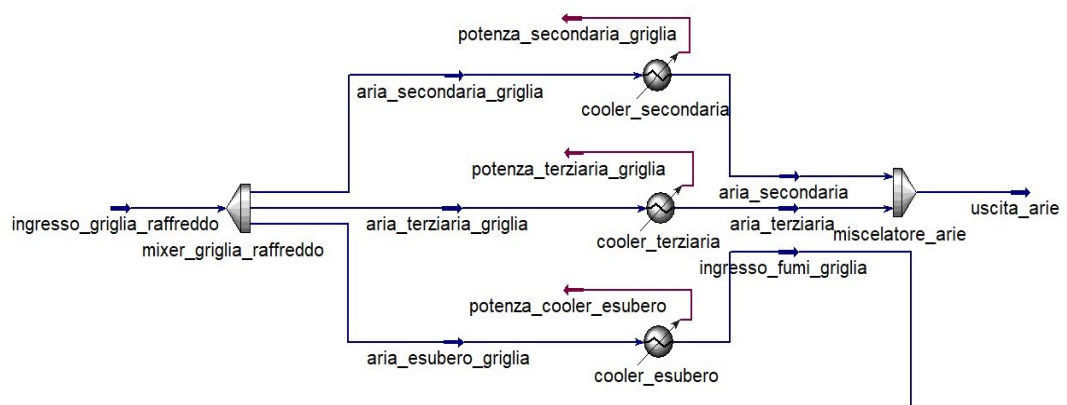 potenza_secondaria_griglia
aria_secondaria_griglia
cooler_secondaria
potenza_terziaria_griglia
aria_secondaria
ingresso_griglia_raffreddo
mixer_griglia_raffreddo
aria_terziaria_griglia
cooler_terziaria
aria_terziaria
miscelatore_arie
uscita_arie
ingresso_fumi_griglia
potenza_cooler_esubero
aria_esubero_griglia
cooler_esubero